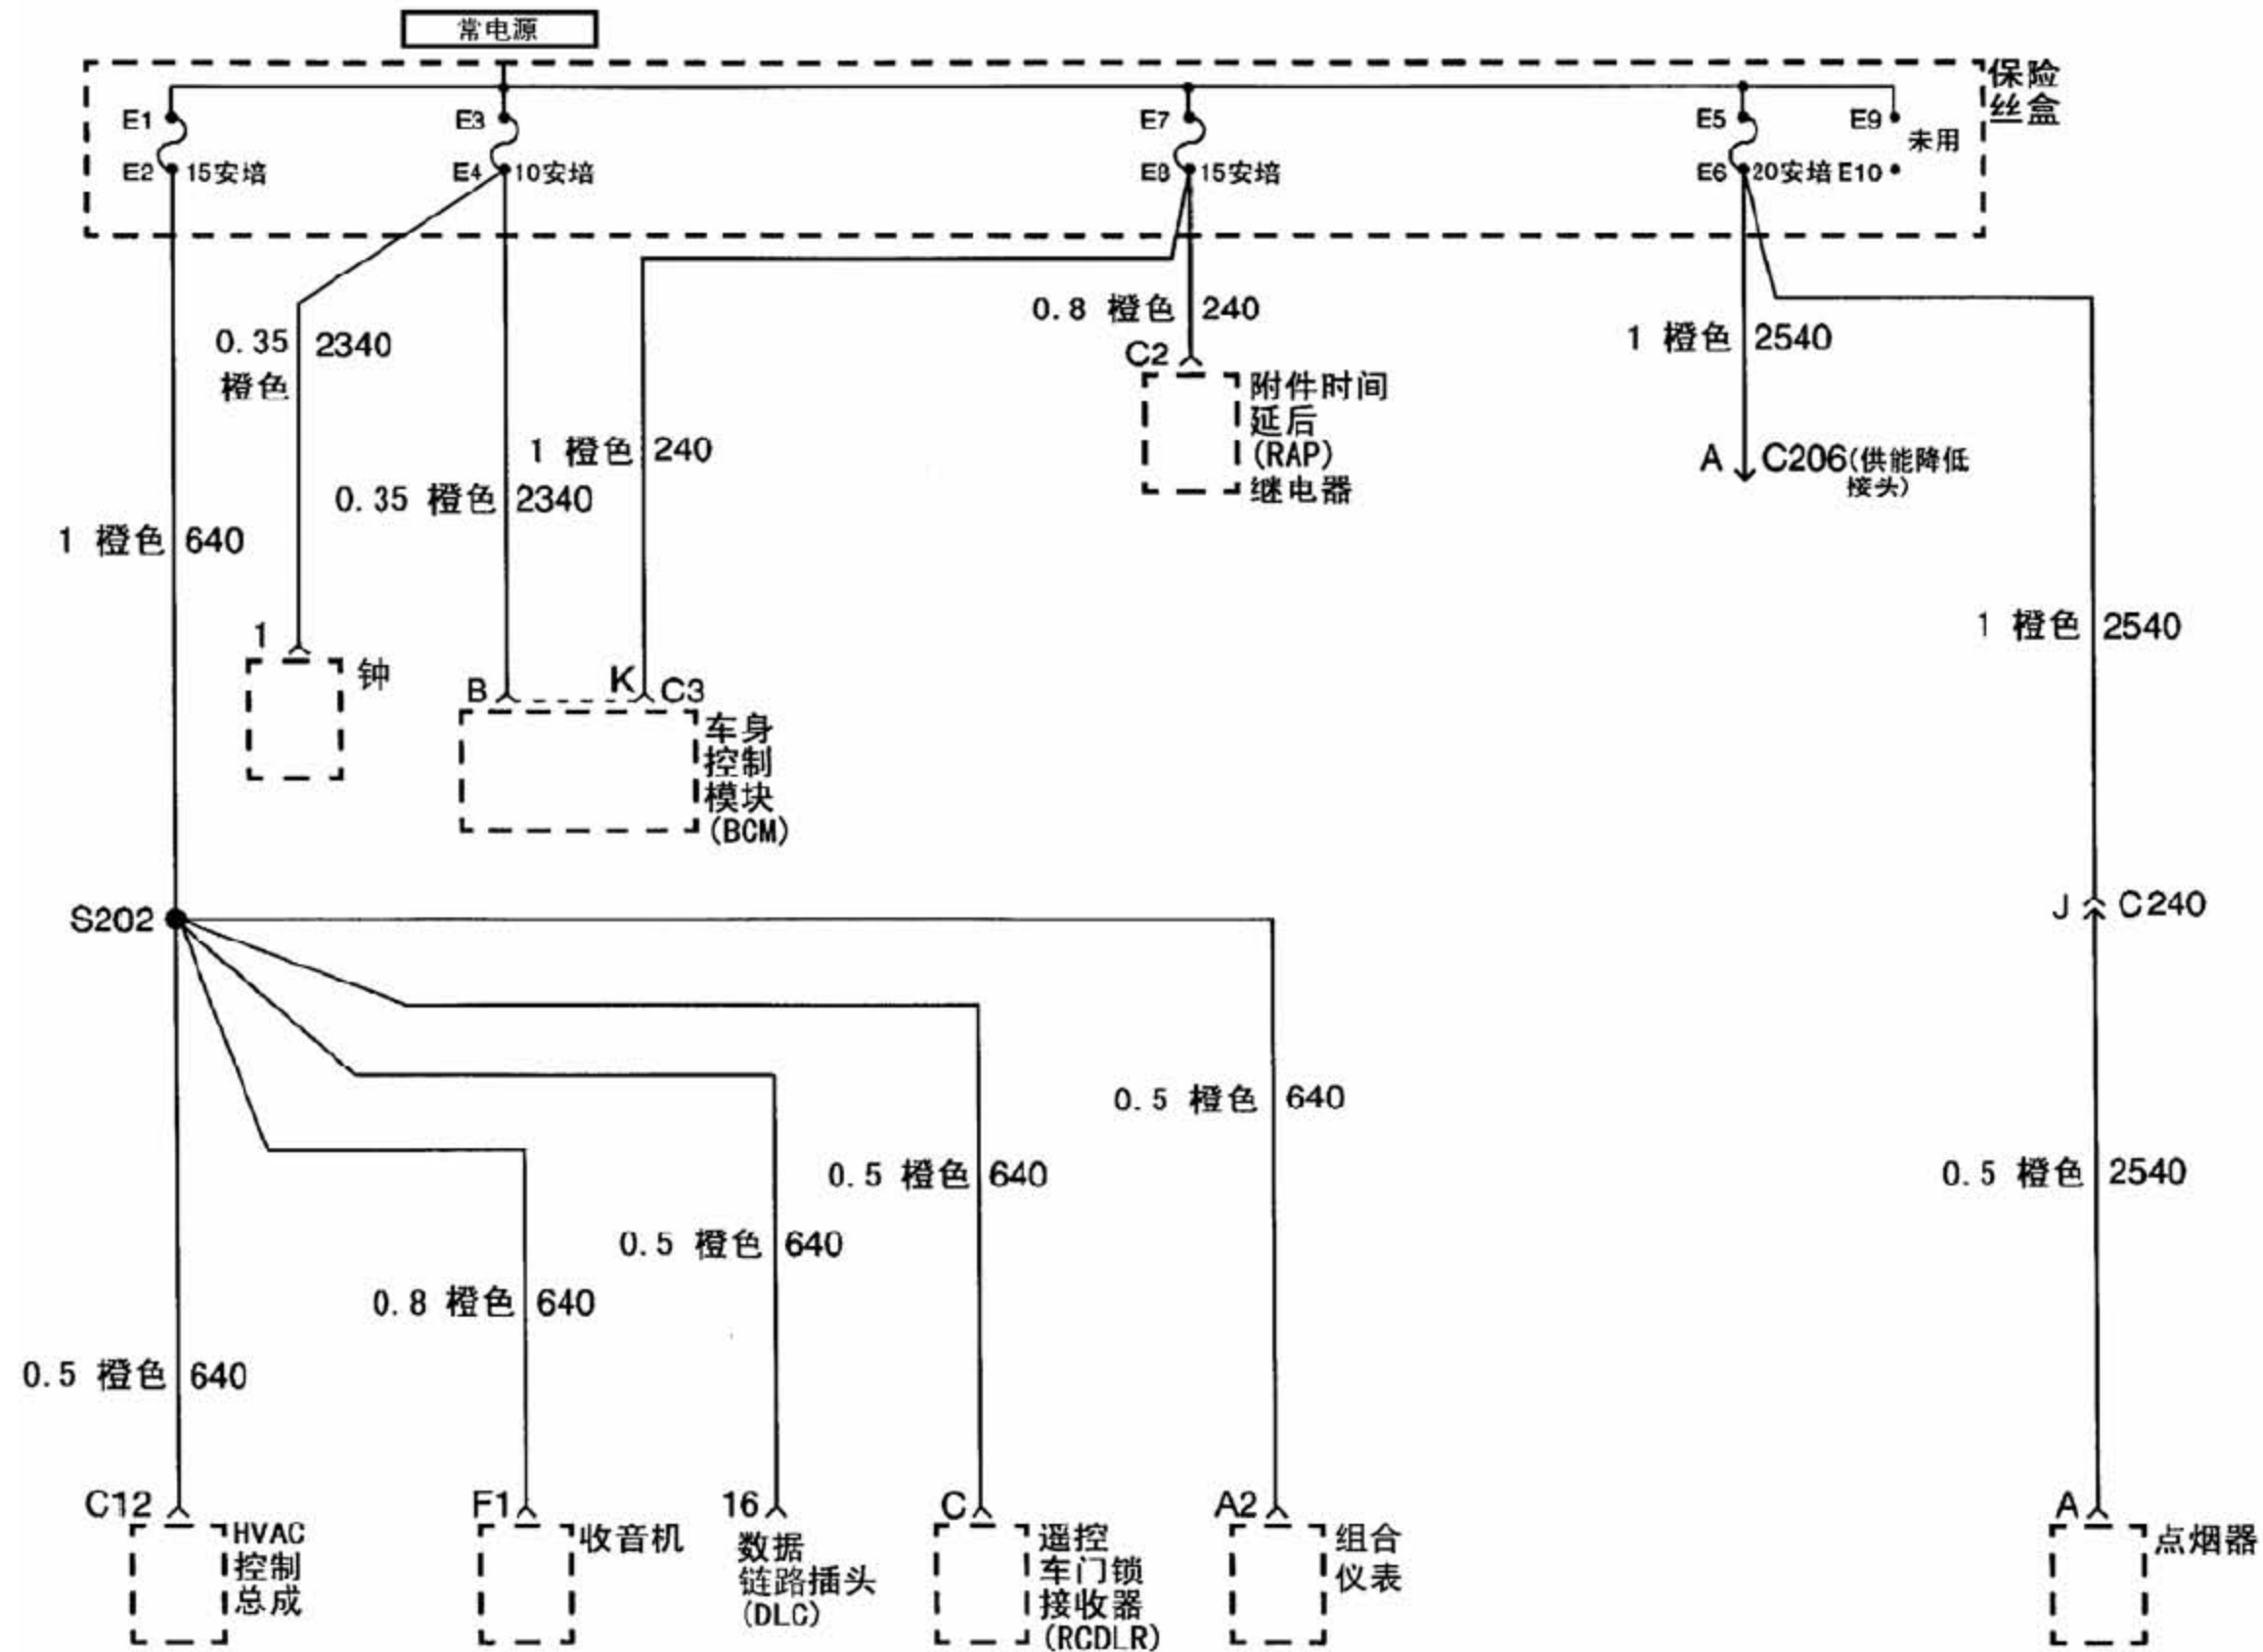 常电源
保险
丝盒
E1
E3
E7
E5
E9
未用
E2 15安培
E4 10安培
E8 15安培
E6 20安培 E10
0.8 橙色 240
0.35 2340
橙色
1 橙色 2540
C2
附件时间
延后
(RAP)
继电器
1 橙色 240
A C206(供能降低
接头)
0.35 橙色 2340
1 橙色 640
1 橙色 2540
1
钟
B K C3
车身
控制
模块
(BCM)
S202
J C240
0.5 橙色 640
0.5 橙色 640
0.5 橙色 2540
0.5 橙色 640
0.8 橙色 640
0.5 橙色 640
C12
HVAC
控制
总成
F1
收音机
16
数据
链路插头
(DLC)
C
遥控
车门锁
接收器
(RCDLR)
A2
组合
仪表
A
点烟器